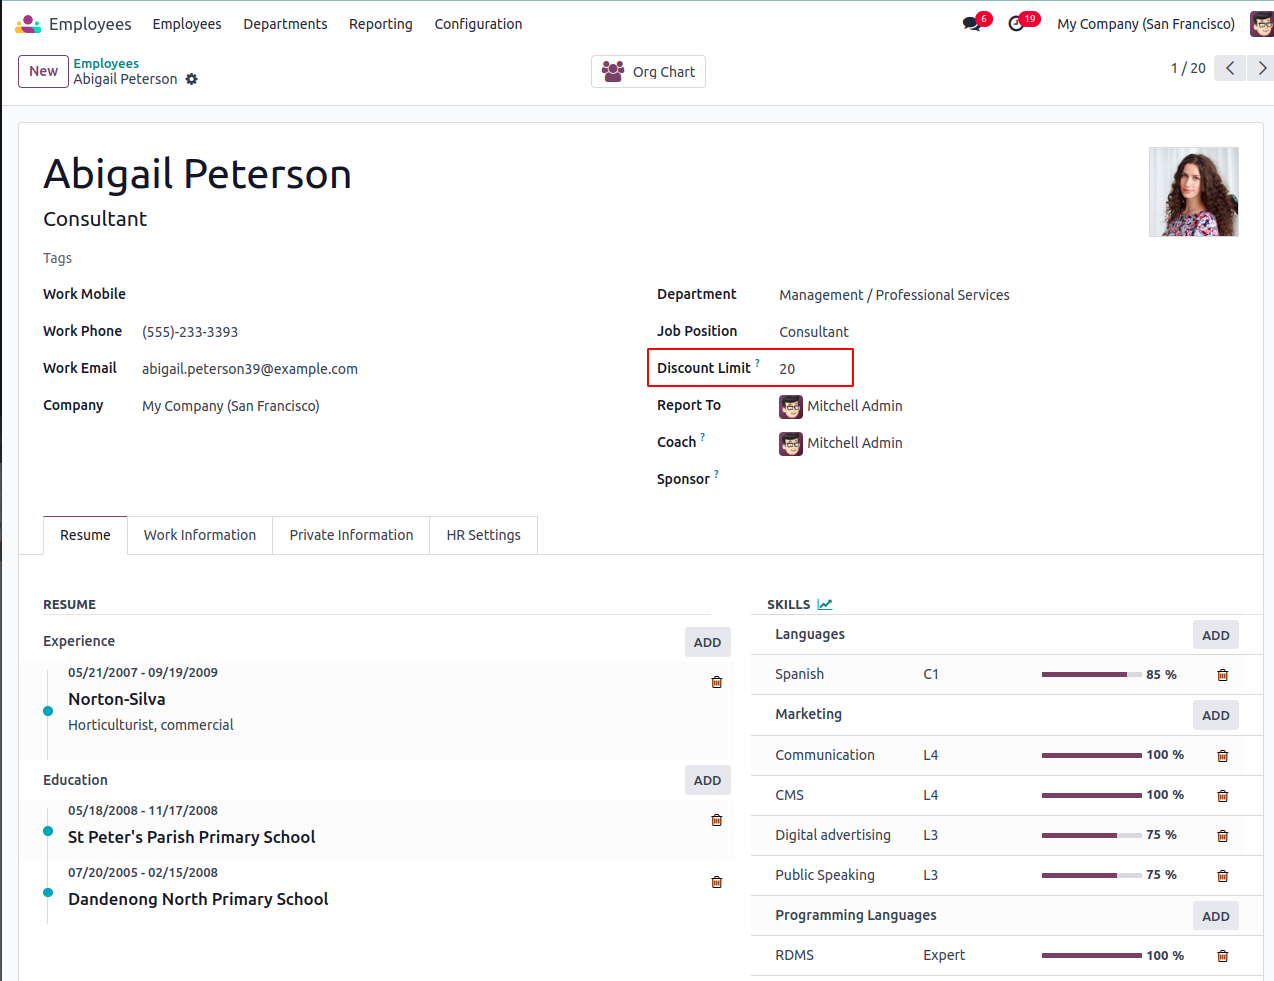 Employees Employees Departments Reporting Configuration 6 19 My Company (San Francisco)
New Employees
Abigail Peterson
Org Chart
1 / 20
Abigail Peterson
Consultant
Tags
Work Mobile
Work Phone (555)-233-3393
Work Email abigail.peterson39@example.com
Company My Company (San Francisco)
Department Management / Professional Services
Job Position Consultant
Discount Limit ? 20
Report To Mitchell Admin
Coach ? Mitchell Admin
Sponsor ?
Resume Work Information Private Information HR Settings
RESUME
Experience ADD
05/21/2007 - 09/19/2009
Norton-Silva
Horticulturist, commercial
Education ADD
05/18/2008 - 11/17/2008
St Peter's Parish Primary School
07/20/2005 - 02/15/2008
Dandenong North Primary School
SKILLS
Languages ADD
Spanish C1 85 %
Marketing ADD
Communication L4 100 %
CMS L4 100 %
Digital advertising L3 75 %
Public Speaking L3 75 %
Programming Languages ADD
RDMS Expert 100 %